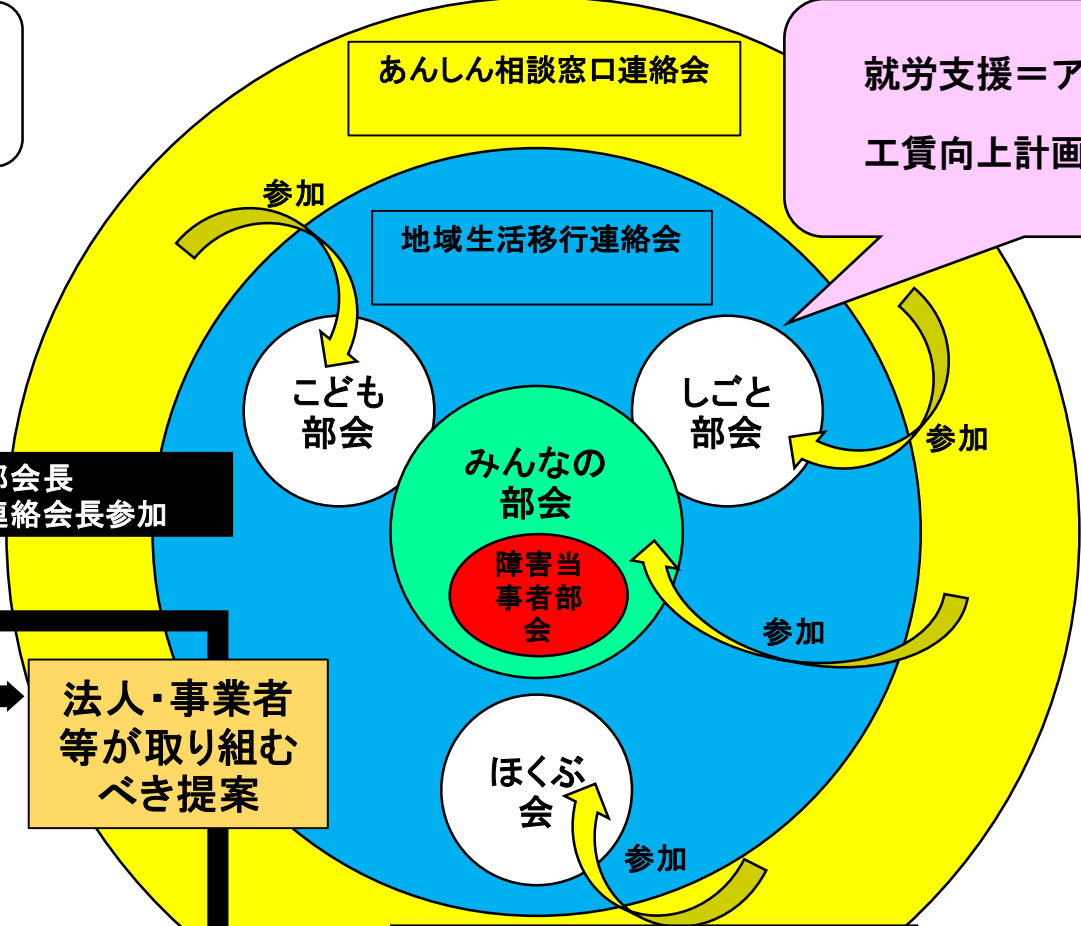 あんしん相談窓口連絡会
就労支援=ア
工賃向上計画
参加
地域生活移行連絡会
こども
部会
しごと
部会
参加
みんなの
部会
部会長
連絡会長参加
障害当
事者部
会
参加
法人・事業者
等が取り組む
べき提案
ほくぶ
会
参加